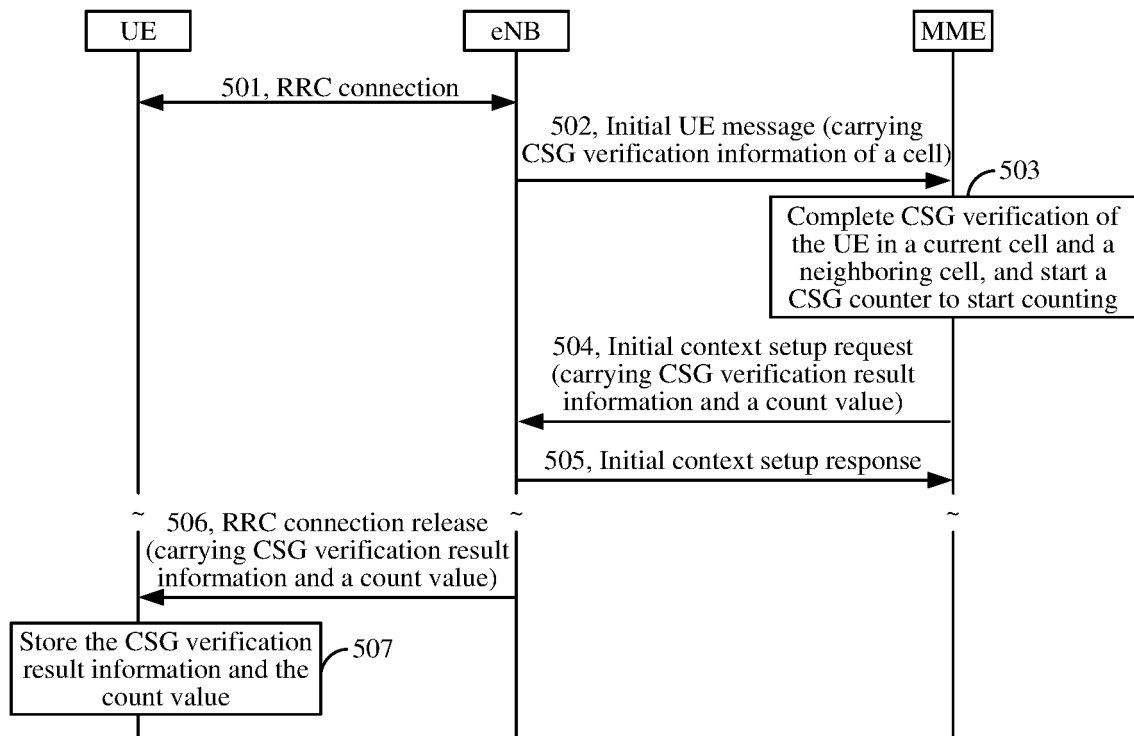 UE
eNB
MME
501, RRC connection
502, Initial UE message (carrying
CSG verification information of a cell)
503
Complete CSG verification of
the UE in a current cell and a
neighboring cell, and start a
CSG counter to start counting
504, Initial context setup request
(carrying CSG verification result
information and a count value)
505, Initial context setup response
~
~
~
506, RRC connection release
(carrying CSG verification result
information and a count value)
Store the CSG verification
result information and the
count value
507